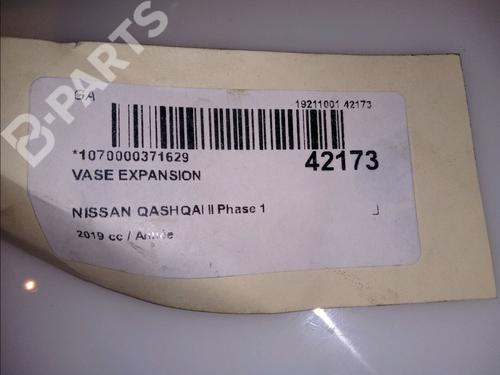 B-PARTS
GA
19211001 42173
*1070000371629
42173
VASE EXPANSION
NISSAN QASHQAI II Phase 1
J
2019 cc / Année